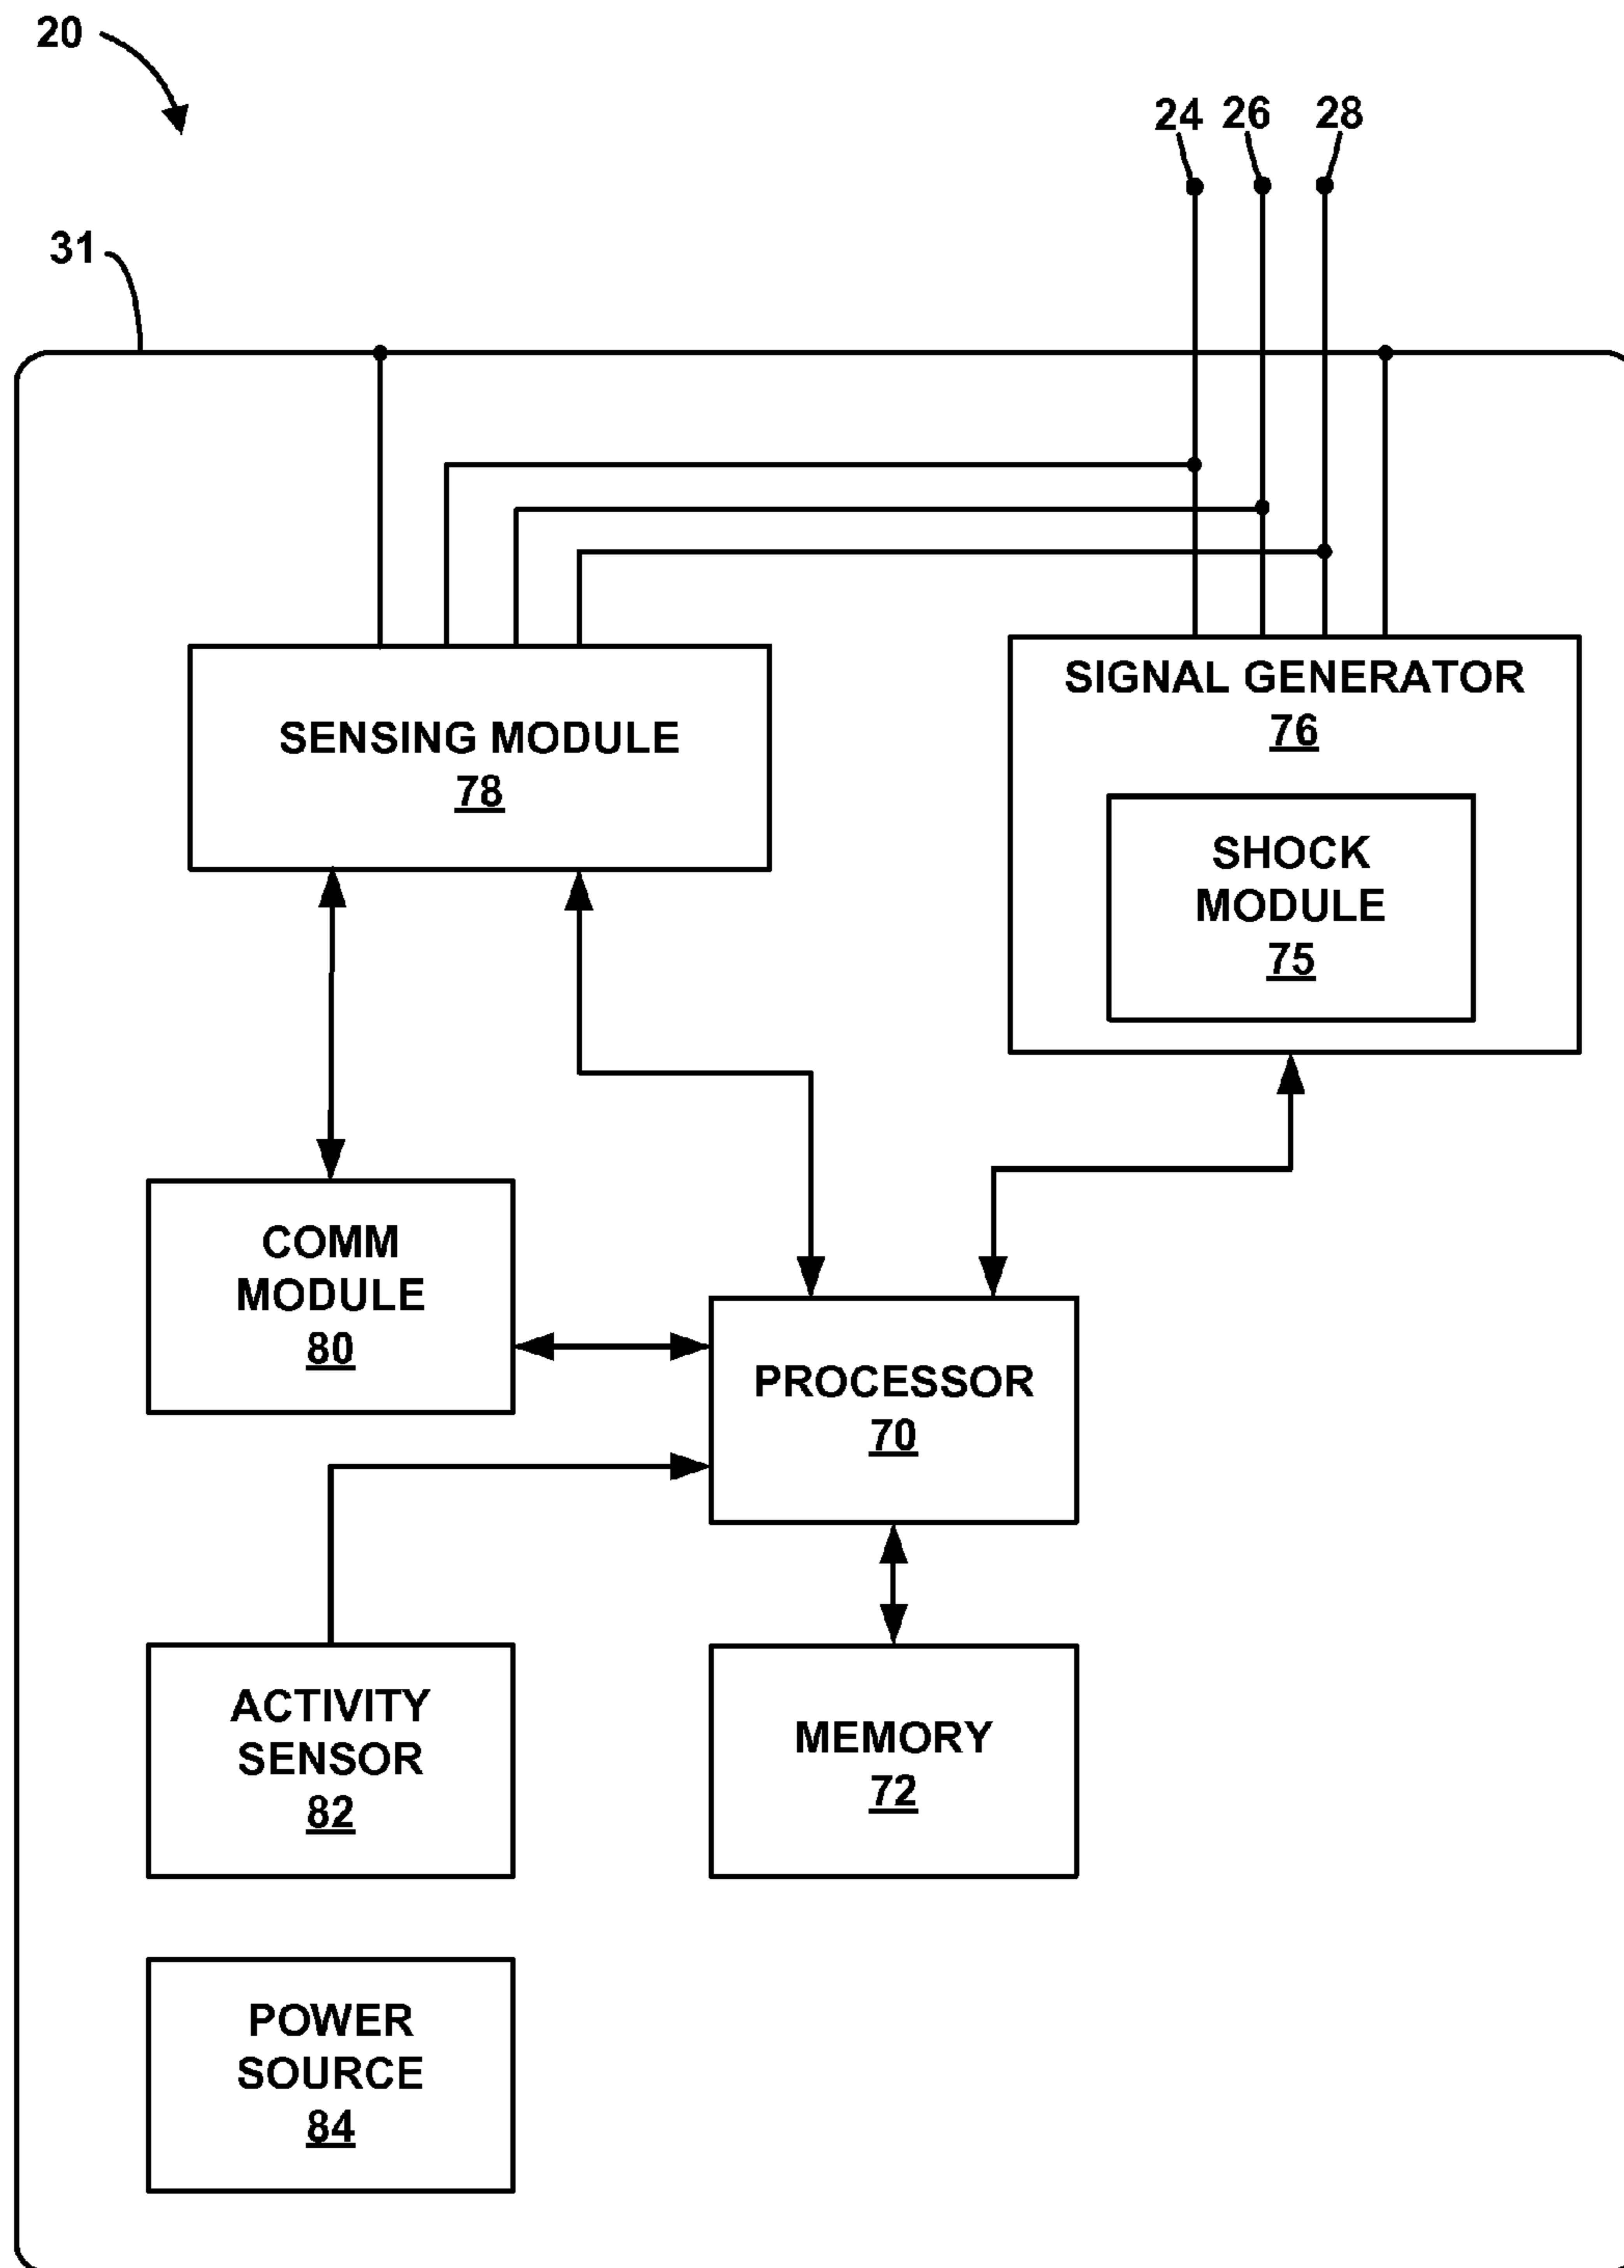 20
24 26 28
31
SIGNAL GENERATOR
76
SENSING MODULE
78
SHOCK
MODULE
75
COMM
MODULE
80
PROCESSOR
70
ACTIVITY
SENSOR
82
MEMORY
72
POWER
SOURCE
84